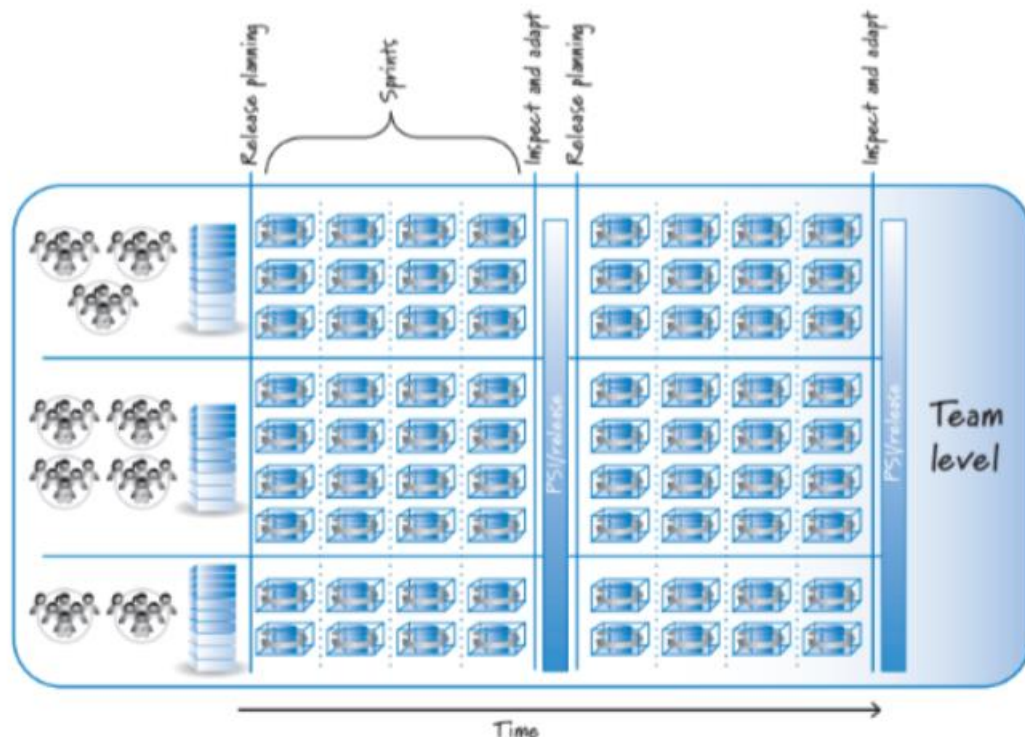 Release planning
Sprints
Inspect and adapt
Release planning
Inspect and adapt
PSI/release
PSI/release
Team
level
Time